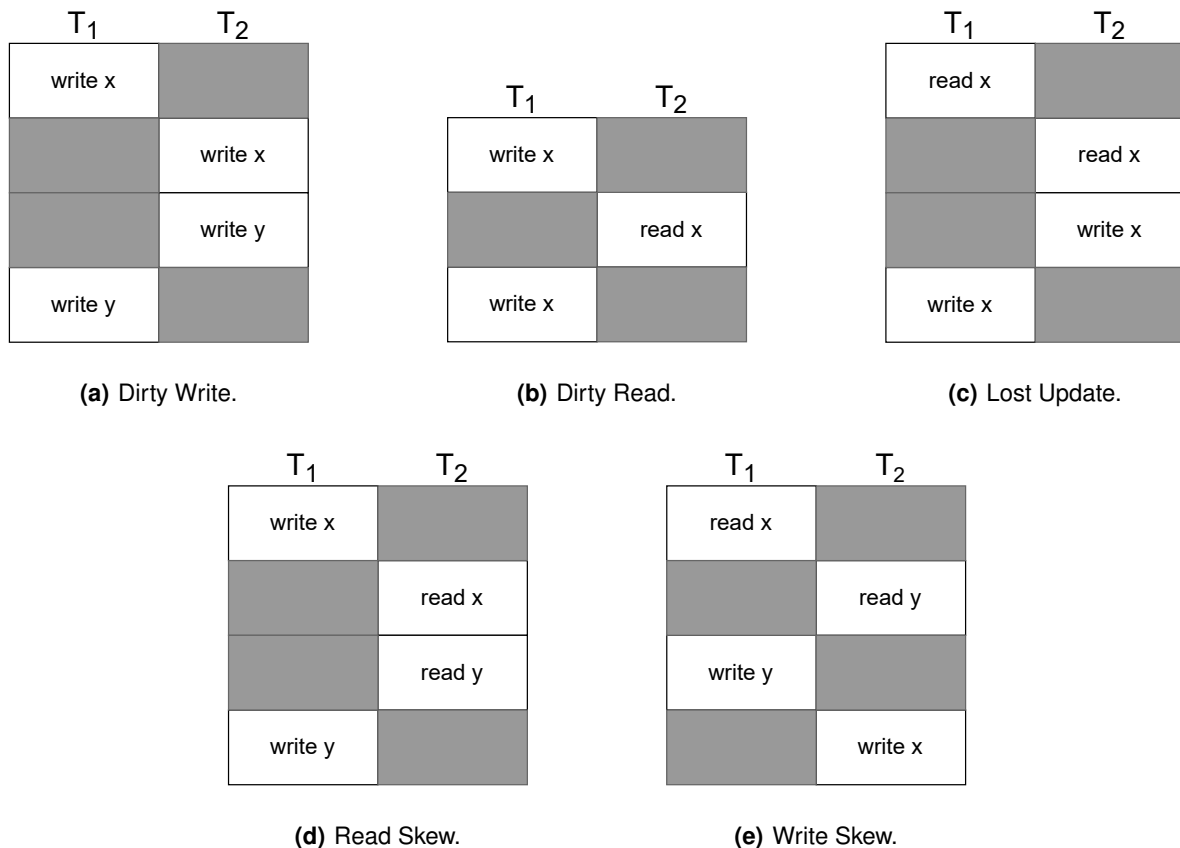 T1 T2
write x
write x
write y
write y
(a) Dirty Write.
T1 T2
write x
read x
write x
(b) Dirty Read.
T1 T2
read x
read x
write x
write x
(c) Lost Update.
T1 T2
write x
read x
read y
write y
(d) Read Skew.
T1 T2
read x
read y
write y
write x
(e) Write Skew.